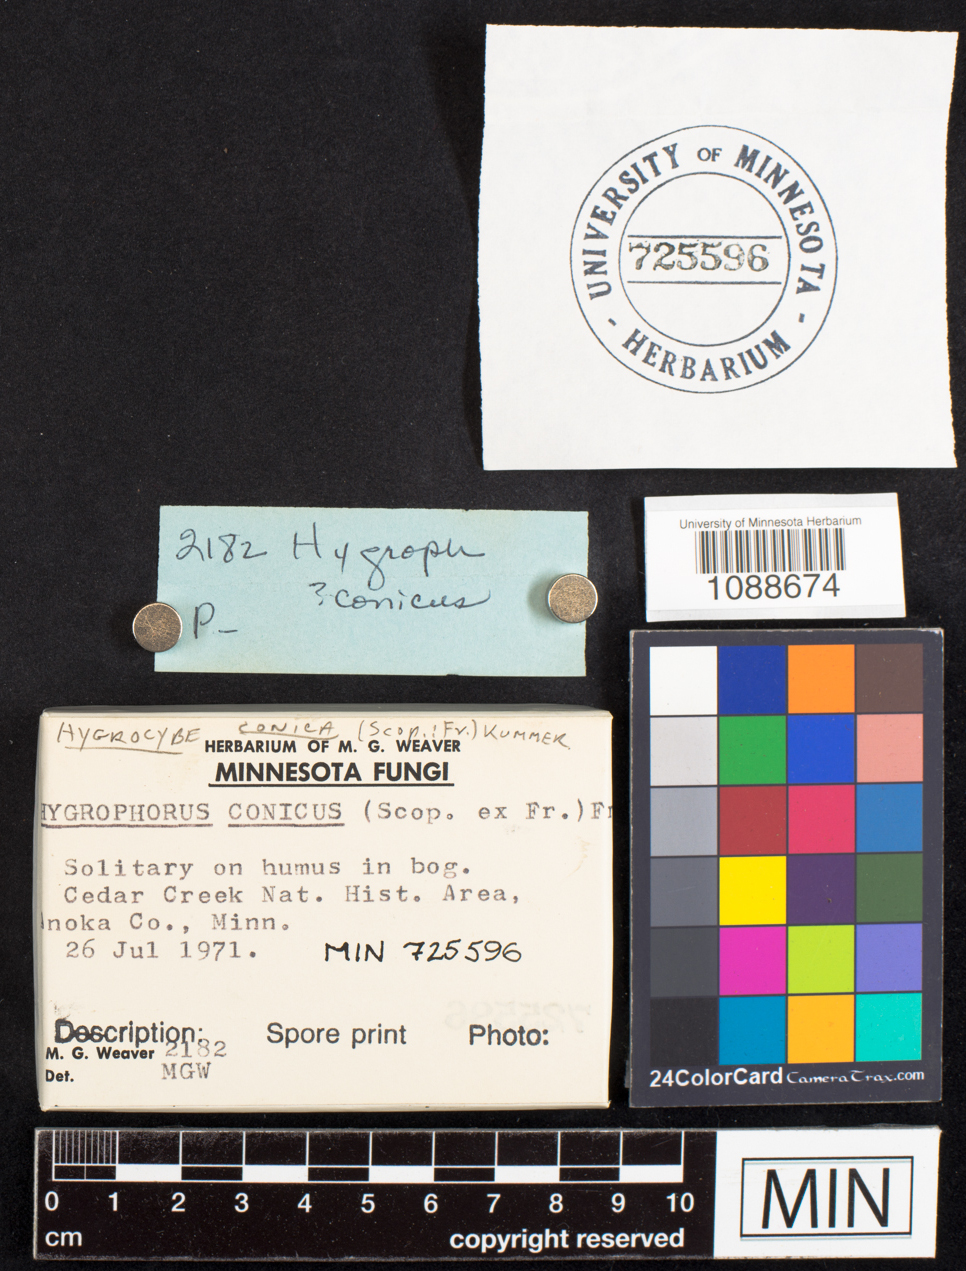 UNIVERSITY OF MINNESOTA
725596
- HERBARIUM -
2182 Hygroph
? conicus
P_
University of Minnesota Herbarium
1088674
HYGROCYBE CONICA (Scop.: Fr.) KUMMER
HERBARIUM OF M. G. WEAVER
MINNESOTA FUNGI
HYGROPHORUS CONICUS (Scop. ex Fr.) Fr
Solitary on humus in bog.
Cedar Creek Nat. Hist. Area,
Anoka Co., Minn.
26 Jul 1971. MIN 725596
Description: Spore print Photo:
M. G. Weaver 2182
Det. MGW
24ColorCard CameraTrax.com
0 1 2 3 4 5 6 7 8 9 10
cm copyright reserved
MIN